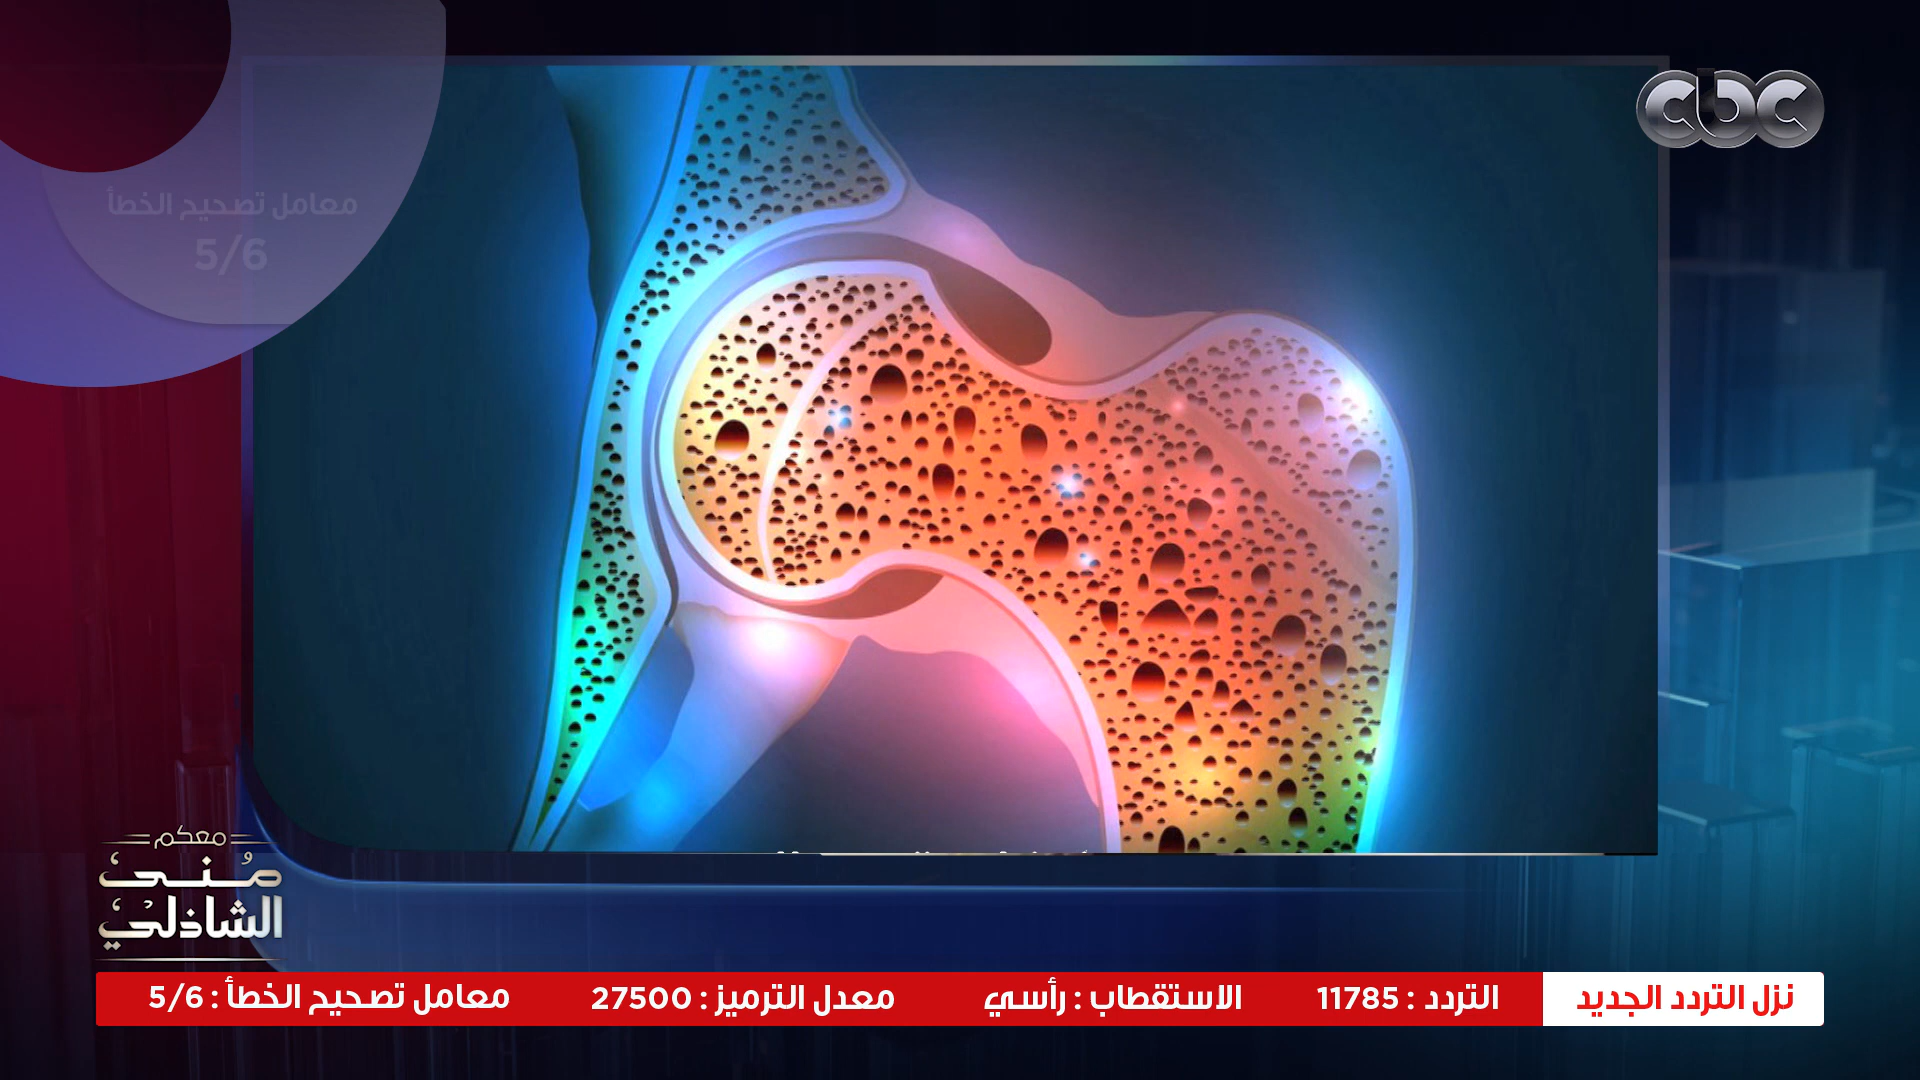 cbc
معامل تصحيح الخطأ
5/6
معكم
منى
الشاذلي
نزل التردد الجديد
التردد : 11785
الاستقطاب : رأسي
معدل الترميز : 27500
معامل تصحيح الخطأ : 5/6